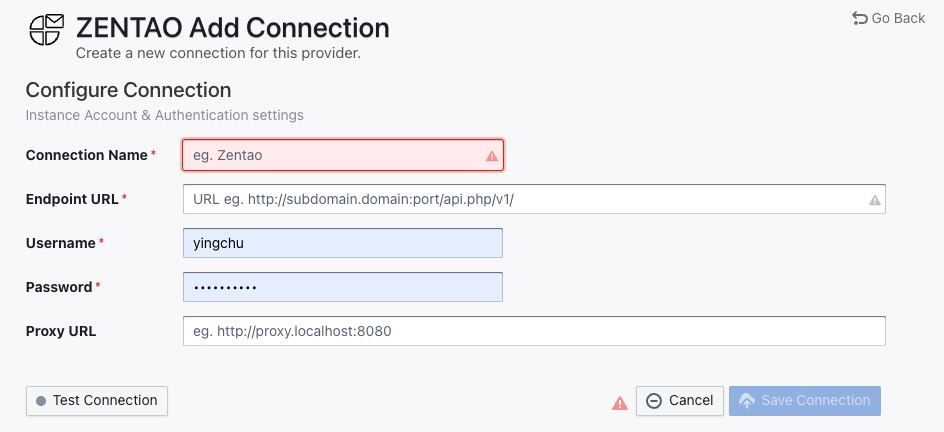 ZENTAO Add Connection
Go Back
Create a new connection for this provider.
Configure Connection
Instance Account & Authentication settings
Connection Name * eg. Zentao
Endpoint URL * URL eg. http://subdomain.domain:port/api.php/v1/
Username * yingchu
Password * ••••••••••
Proxy URL eg. http://proxy.localhost:8080
Test Connection Cancel Save Connection